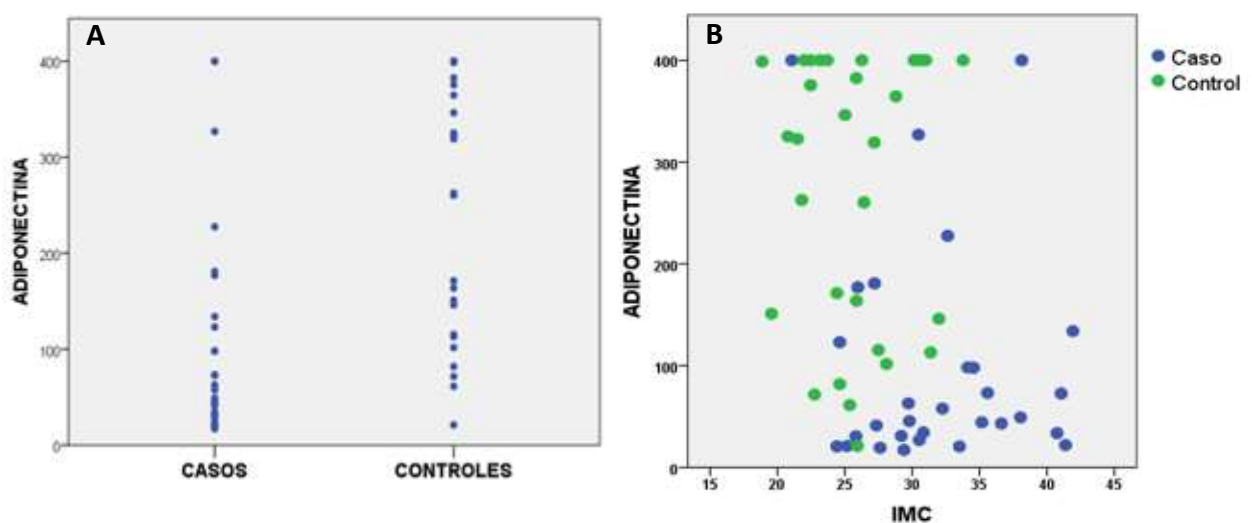 A
ADIPONECTINA
400
300
200
100
0
CASOS CONTROLES
B
ADIPONECTINA
400
300
200
100
0
15 20 25 30 35 40 45
IMC
Caso
Control